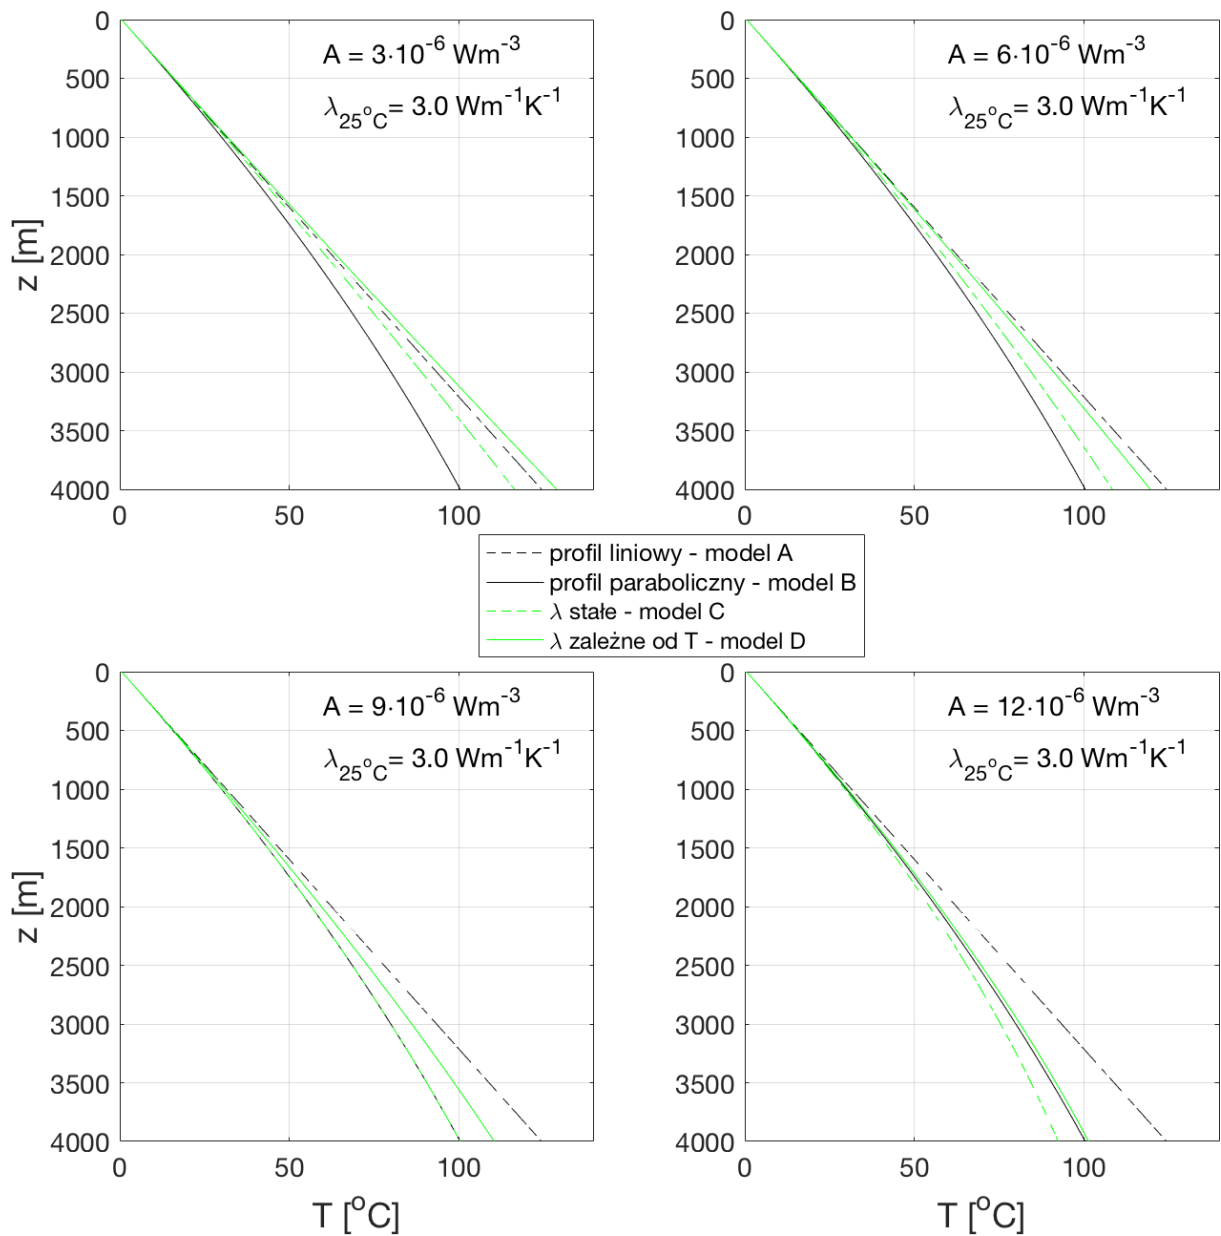 0
500
1000
1500
2000
2500
3000
3500
4000
z [m]
0 50 100
A = 3·10⁻⁶ Wm⁻³
λ₂₅°C= 3.0 Wm⁻¹K⁻¹
0
500
1000
1500
2000
2500
3000
3500
4000
0 50 100
A = 6·10⁻⁶ Wm⁻³
λ₂₅°C= 3.0 Wm⁻¹K⁻¹
profil liniowy - model A
profil paraboliczny - model B
λ stałe - model C
λ zależne od T - model D
0
500
1000
1500
2000
2500
3000
3500
4000
z [m]
0 50 100
T [°C]
A = 9·10⁻⁶ Wm⁻³
λ₂₅°C= 3.0 Wm⁻¹K⁻¹
0
500
1000
1500
2000
2500
3000
3500
4000
0 50 100
T [°C]
A = 12·10⁻⁶ Wm⁻³
λ₂₅°C= 3.0 Wm⁻¹K⁻¹